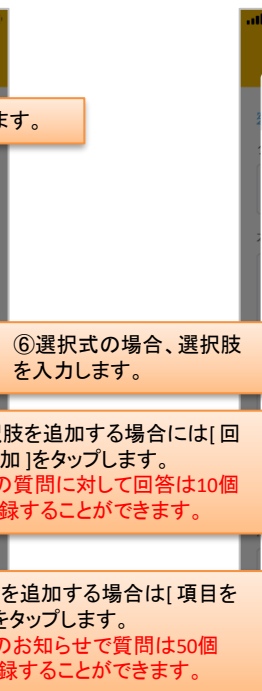 ます。
⑥選択式の場合、選択肢
を入力します。
肢を追加する場合には[ 回
加 ]をタップします。
の質問に対して回答は10個
録することができます。
を追加する場合は[ 項目を
をタップします。
のお知らせで質問は50個
録することができます。